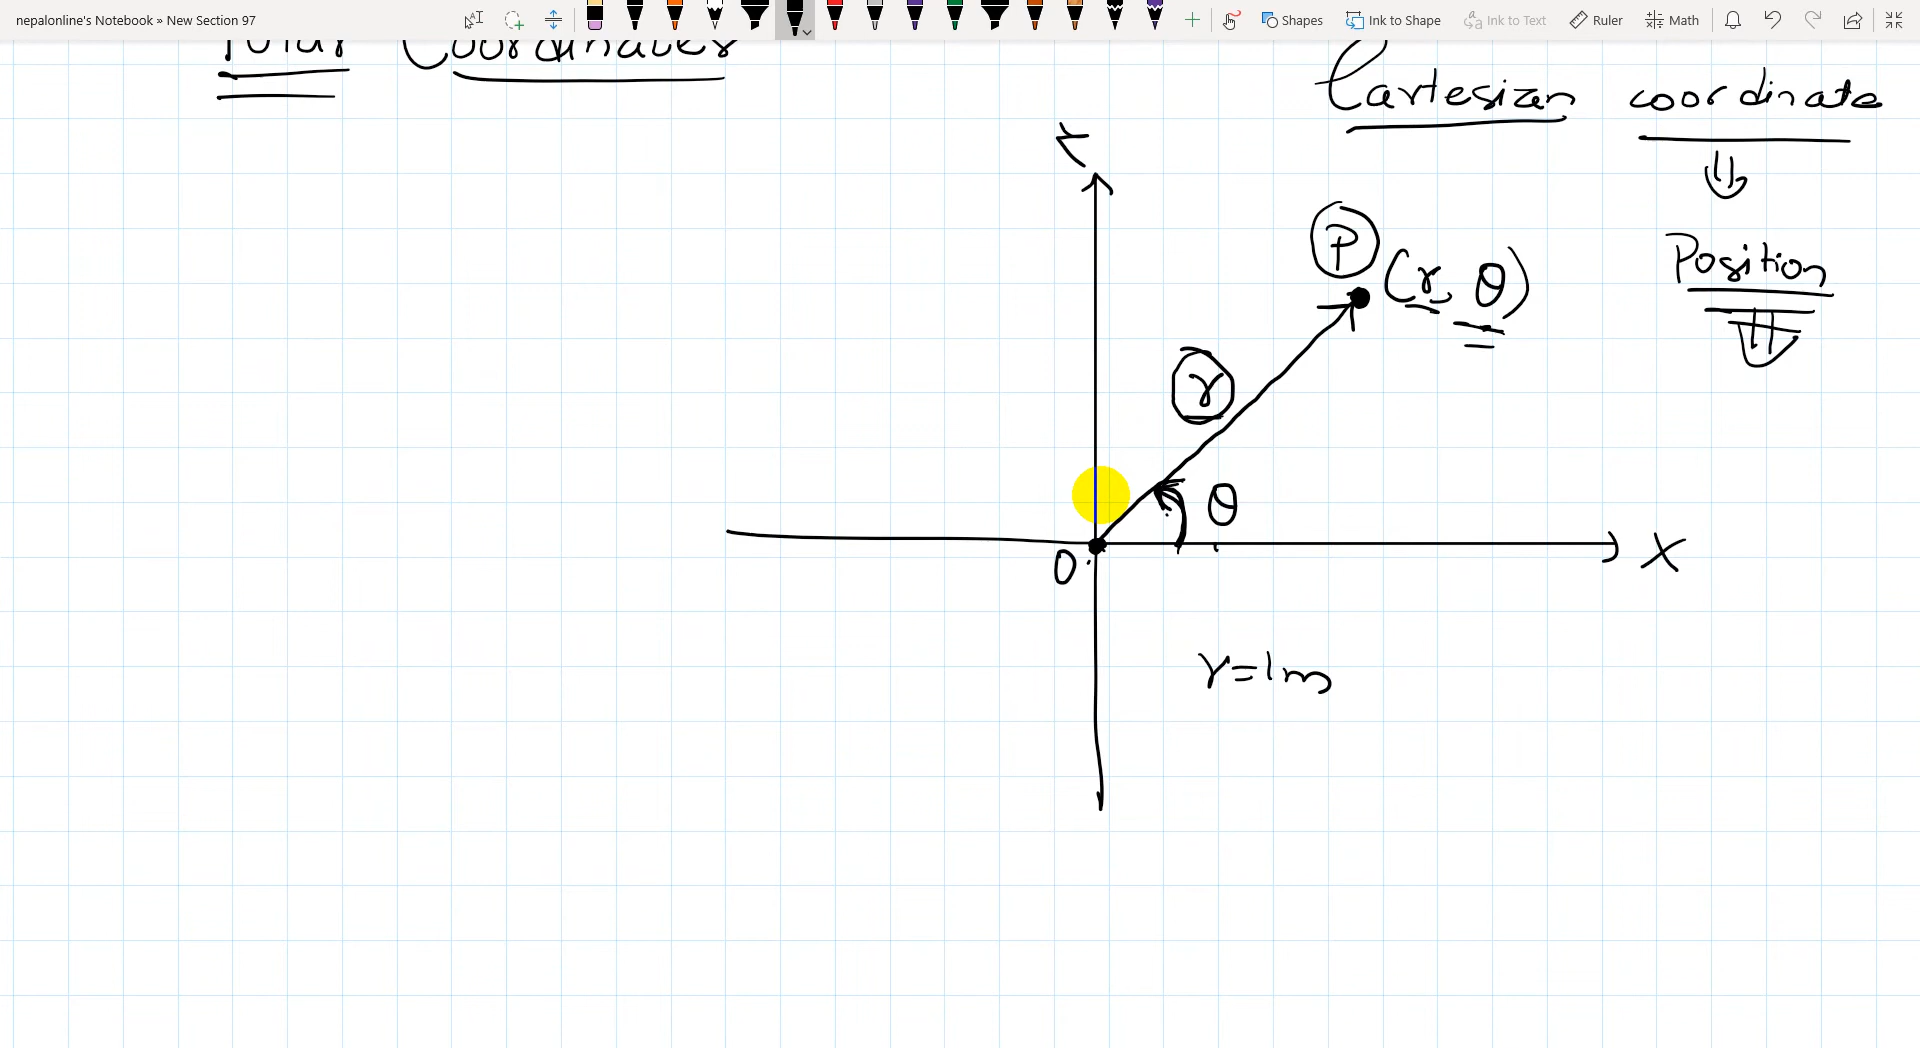 nepalonline's Notebook » New Section 97
Shapes
Ink to Shape
Ink to Text
Ruler
Math
Polar Coordinates
Cartesian coordinate
Y
P
(r, θ)
Position
r
θ
O
X
r=1m